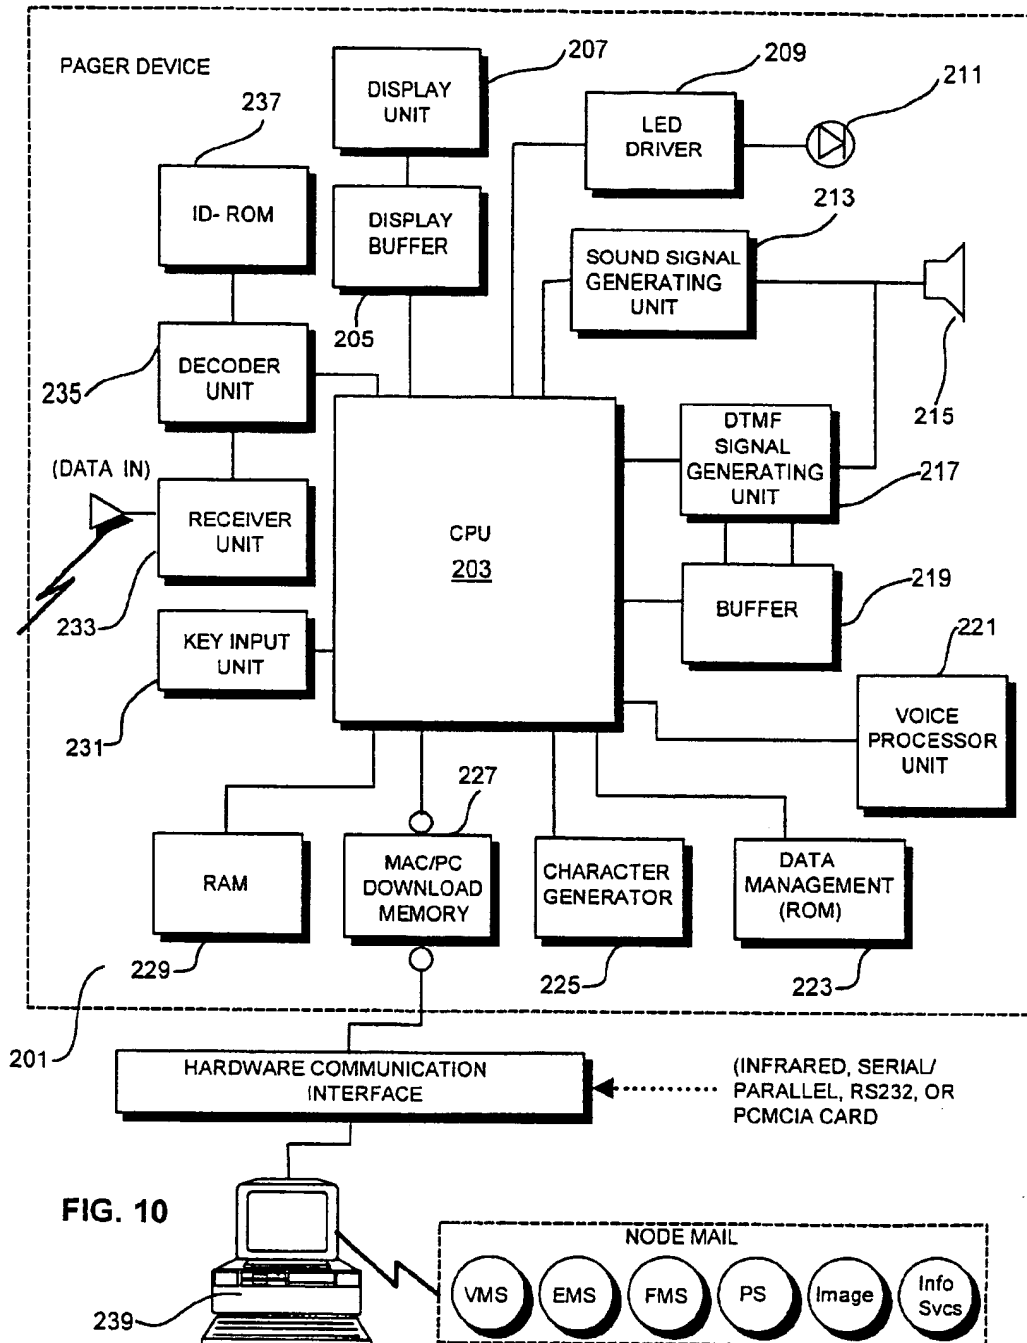 PAGER DEVICE
207
209
211
237
DISPLAY
UNIT
LED
DRIVER
ID- ROM
DISPLAY
BUFFER
213
SOUND SIGNAL
GENERATING
UNIT
205
235
DECODER
UNIT
215
DTMF
SIGNAL
GENERATING
UNIT
217
(DATA IN)
RECEIVER
UNIT
CPU
203
219
BUFFER
233
KEY INPUT
UNIT
221
231
VOICE
PROCESSOR
UNIT
227
RAM
MAC/PC
DOWNLOAD
MEMORY
CHARACTER
GENERATOR
DATA
MANAGEMENT
(ROM)
229
225
223
201
HARDWARE COMMUNICATION
INTERFACE
(INFRARED, SERIAL/
PARALLEL, RS232, OR
PCMCIA CARD
FIG. 10
NODE MAIL
VMS
EMS
FMS
PS
Image
Info
Svcs
239